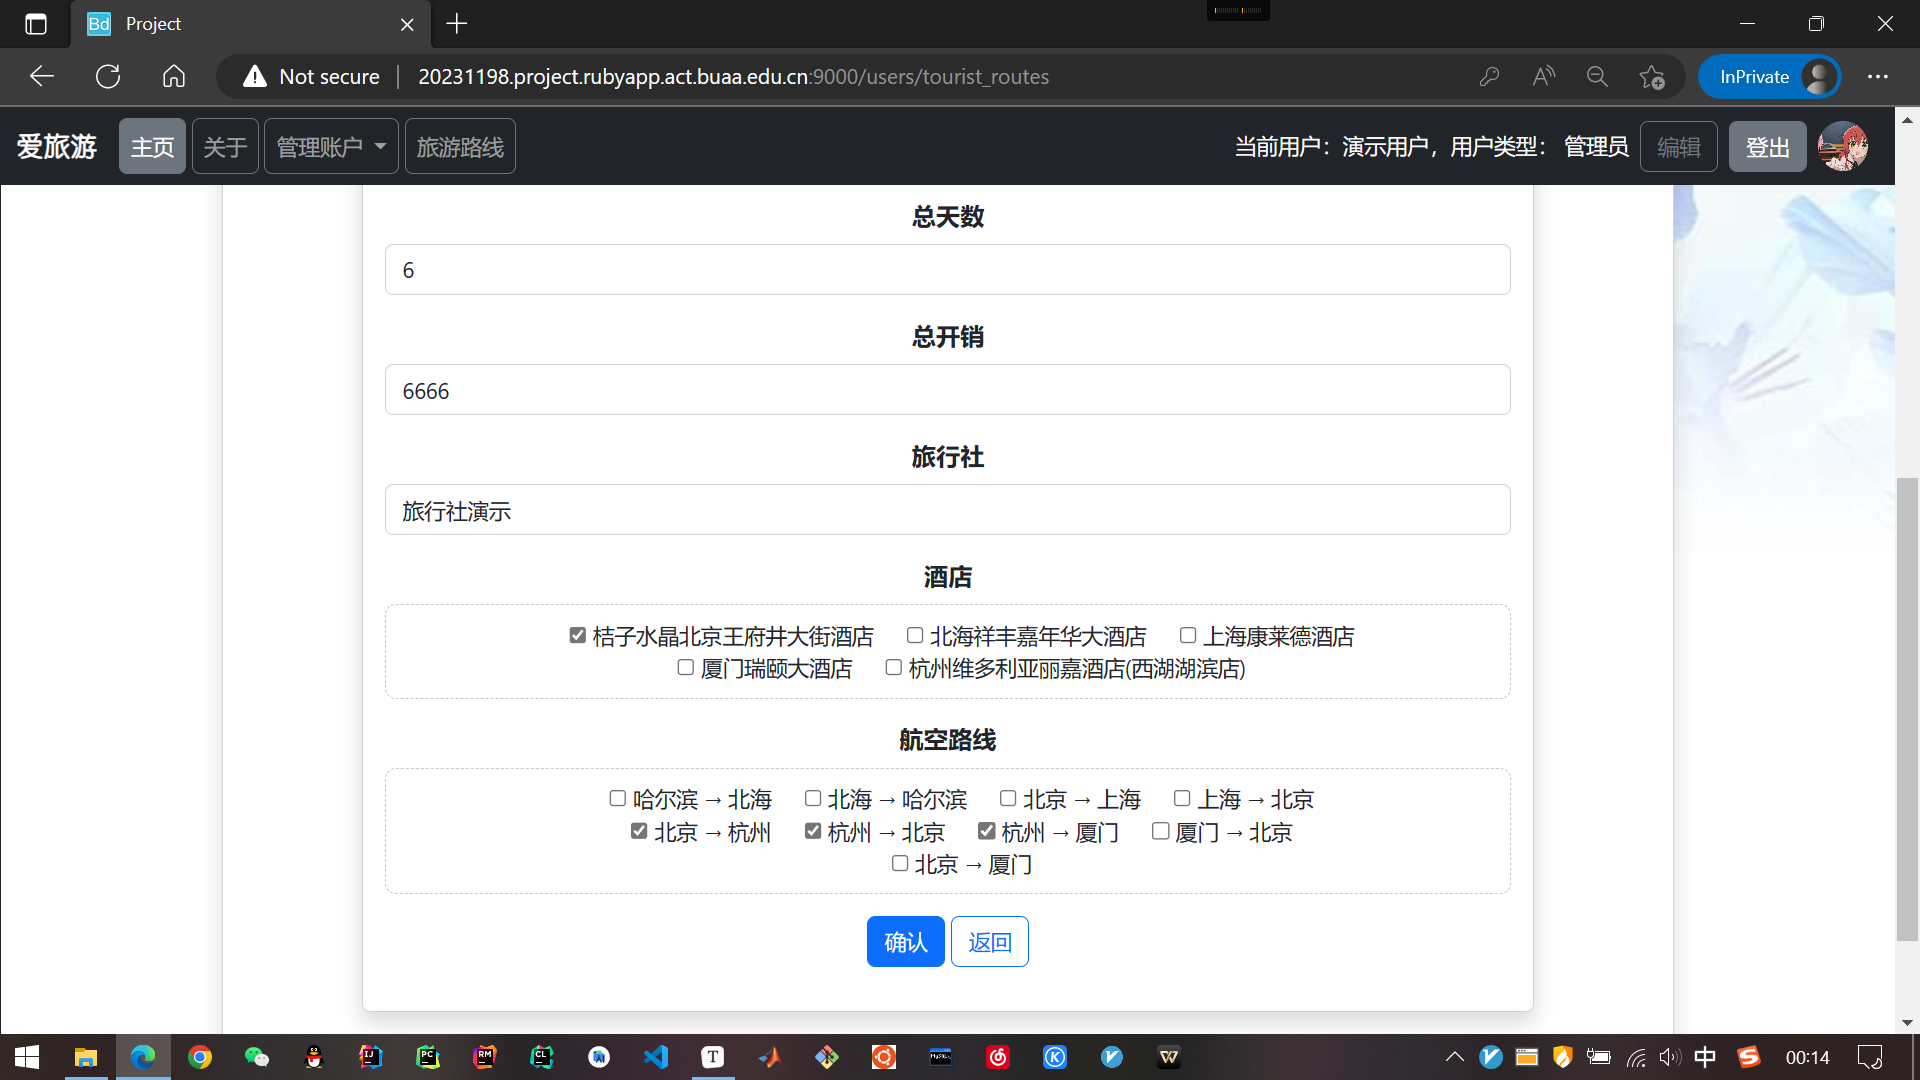 Bd Project
Not secure 20231198.project.rubyapp.act.buaa.edu.cn:9000/users/tourist_routes InPrivate
爱旅游 主页 关于 管理账户 旅游路线 当前用户：演示用户，用户类型： 管理员 编辑 登出
总天数
6
总开销
6666
旅行社
旅行社演示
酒店
桔子水晶北京王府井大街酒店 北海祥丰嘉年华大酒店 上海康莱德酒店
厦门瑞颐大酒店 杭州维多利亚丽嘉酒店(西湖湖滨店)
航空路线
哈尔滨 → 北海 北海 → 哈尔滨 北京 → 上海 上海 → 北京
北京 → 杭州 杭州 → 北京 杭州 → 厦门 厦门 → 北京
北京 → 厦门
确认 返回
IJ PC RM CL T MySQL 中 00:14